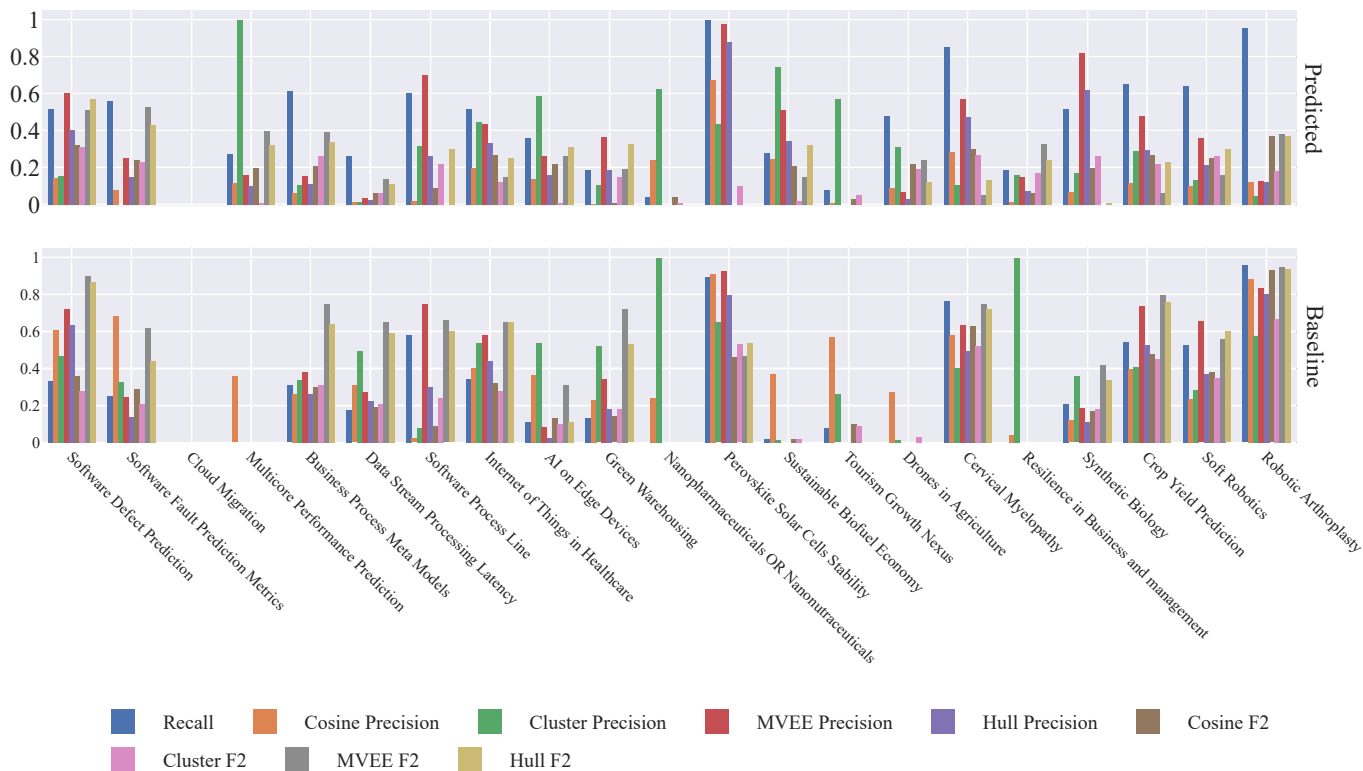 1
0.8
0.6
0.4
0.2
0
Predicted
1
0.8
0.6
0.4
0.2
0
Baseline
Software Defect Prediction
Software Fault Prediction Metrics
Cloud Migration
Multicore Performance Prediction
Business Process Meta Models
Data Stream Processing Latency
Software Process Line
Internet of Things in Healthcare
AI on Edge Devices
Green Warehousing
Nanopharmaceuticals OR Nanonutraceuticals
Perovskite Solar Cells Stability
Sustainable Biofuel Economy
Tourism Growth Nexus
Drones in Agriculture
Cervical Myelopathy
Resilience in Business and management
Synthetic Biology
Crop Yield Prediction
Soft Robotics
Robotic Arthroplasty
Recall Cosine Precision Cluster Precision MVEE Precision Hull Precision Cosine F2
Cluster F2 MVEE F2 Hull F2